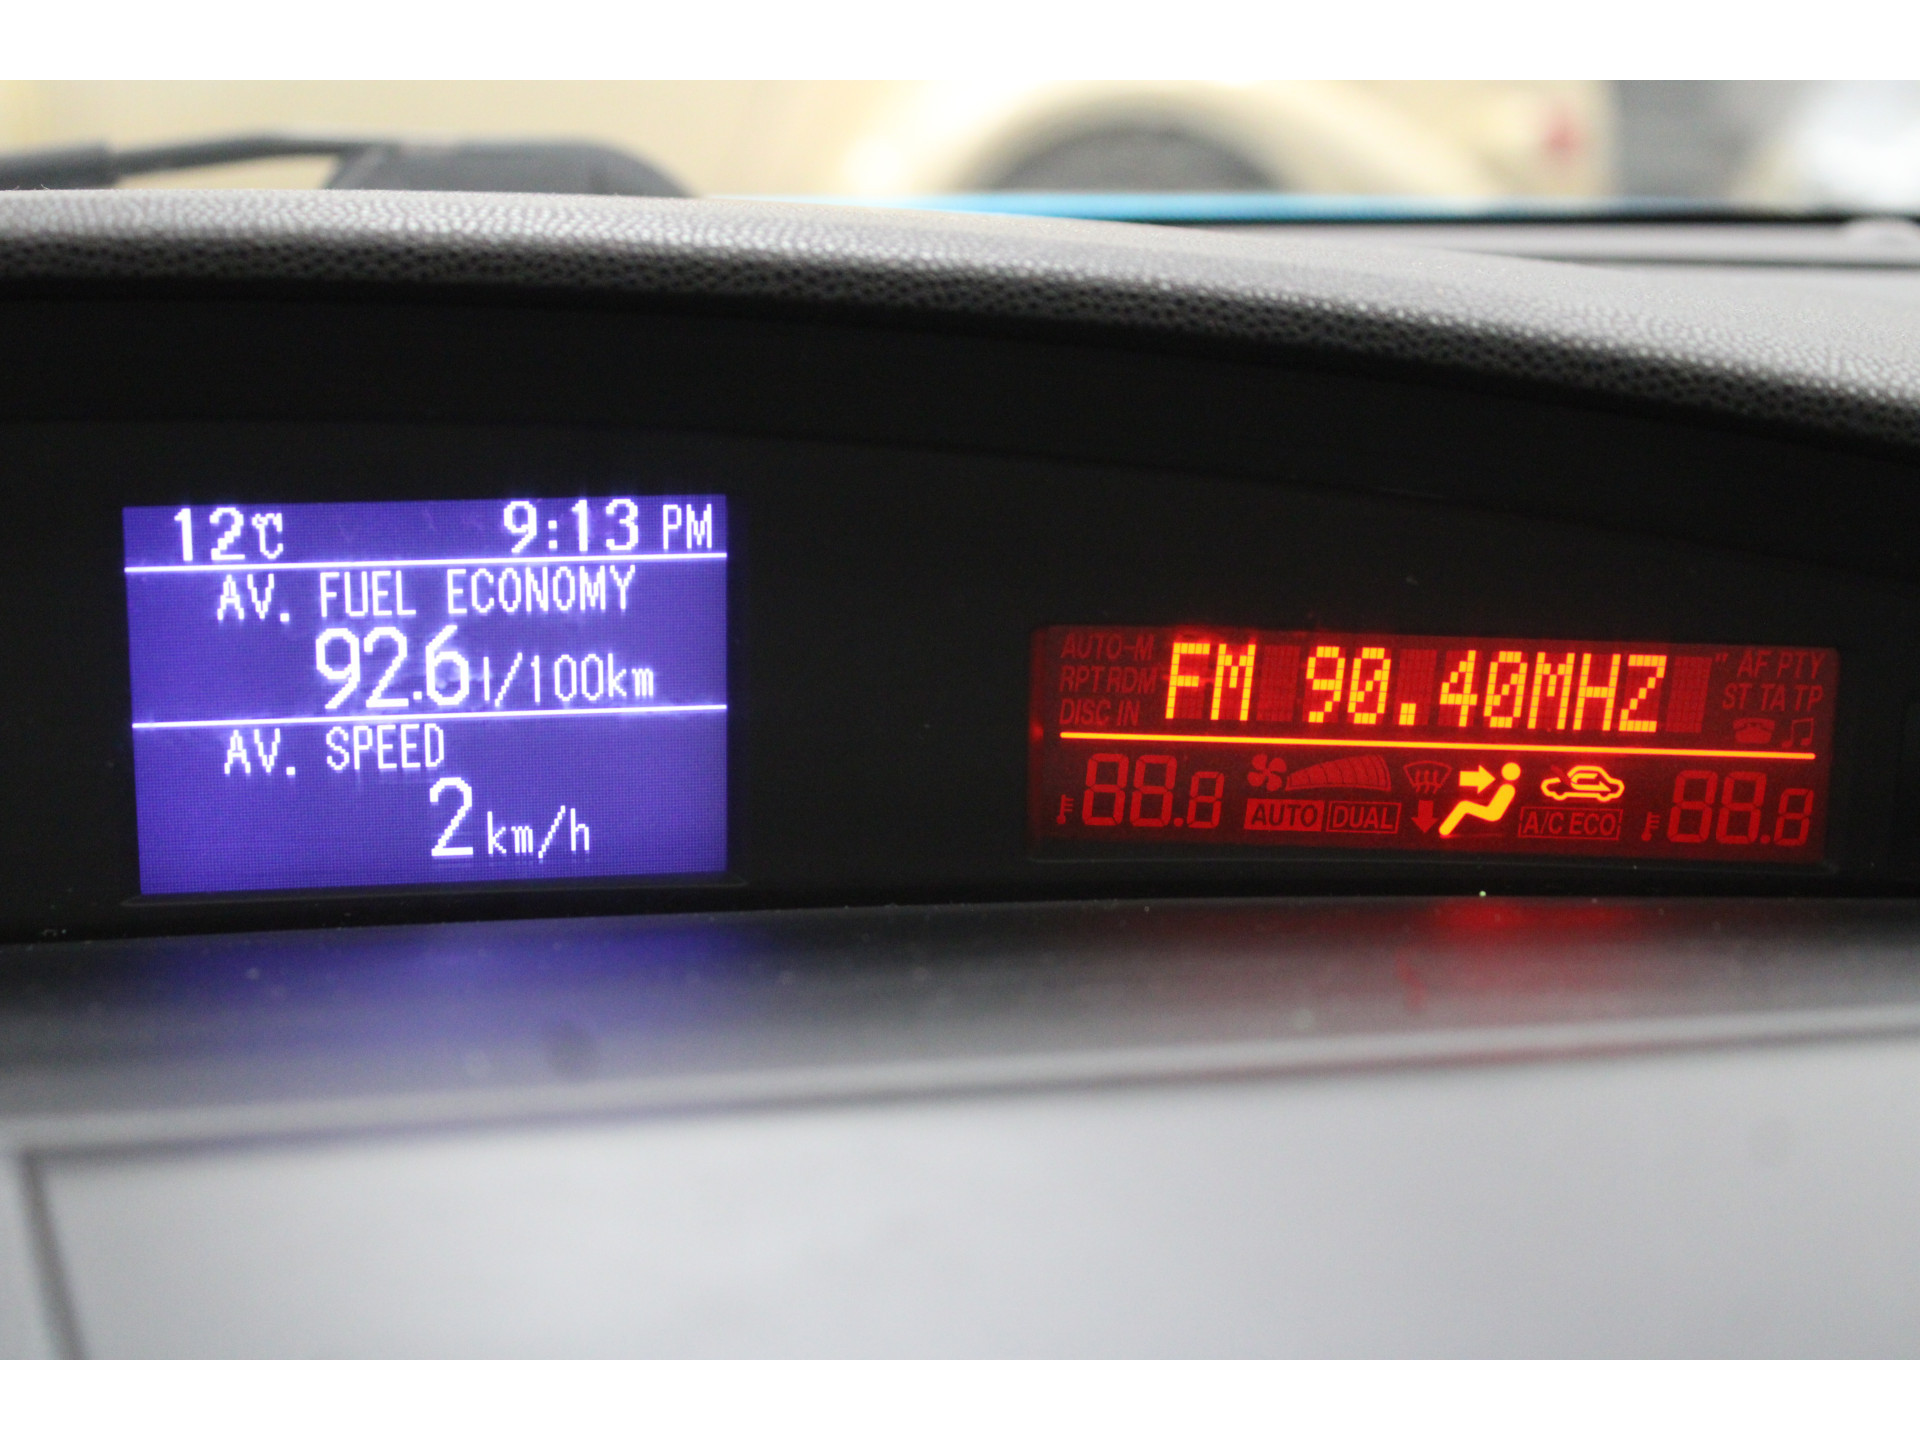 12℃ 9:13 PM
AV. FUEL ECONOMY
92.6 l/100km
AV. SPEED
2 km/h
AUTO-M
RPT RDM
DISC IN
FM 90.40MHZ
AF PTY
ST TA TP
88.8
AUTO DUAL
A/C ECO
88.8